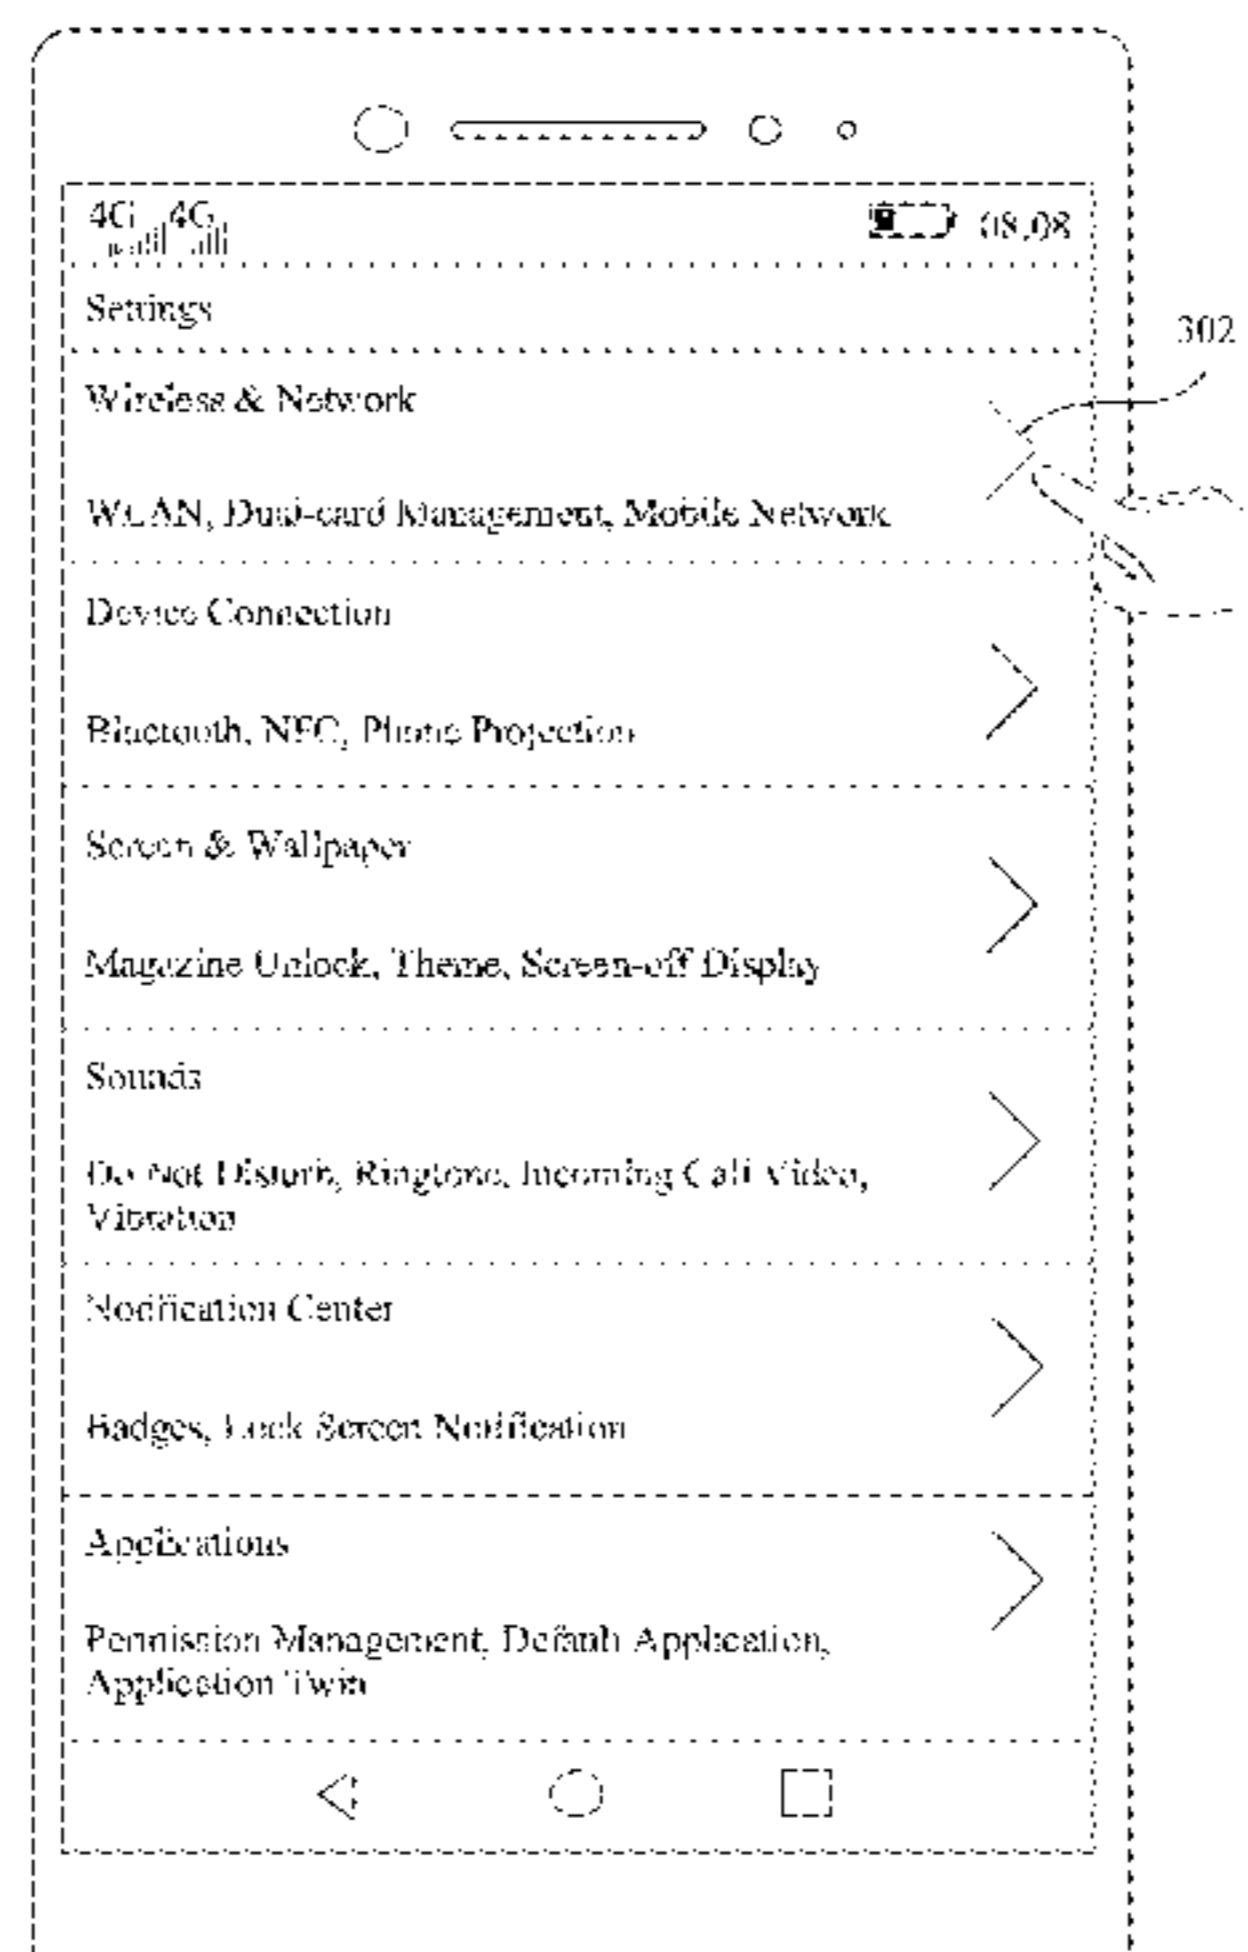 4G 4G 08:08
Settings
302
Wireless & Network
WLAN, Dual-card Management, Mobile Network
Device Connection
Bluetooth, NFC, Phone Projection
Screen & Wallpaper
Magazine Unlock, Theme, Screen-off Display
Sounds
Do Not Disturb, Ringtone, Incoming Call Video,
Vibration
Notification Center
Badges, Lock Screen Notification
Applications
Permission Management, Default Application,
Application Twin